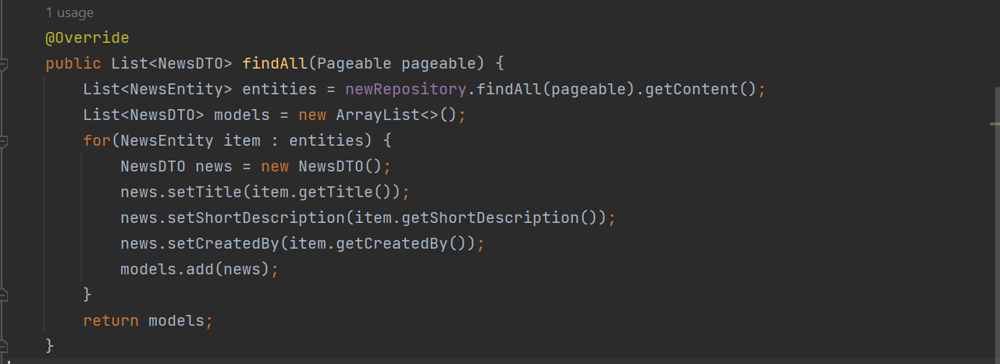 1 usage
@Override
public List<NewsDTO> findAll(Pageable pageable) {
List<NewsEntity> entities = newRepository.findAll(pageable).getContent();
List<NewsDTO> models = new ArrayList<>();
for(NewsEntity item : entities) {
NewsDTO news = new NewsDTO();
news.setTitle(item.getTitle());
news.setShortDescription(item.getShortDescription());
news.setCreatedBy(item.getCreatedBy());
models.add(news);
}
return models;
}